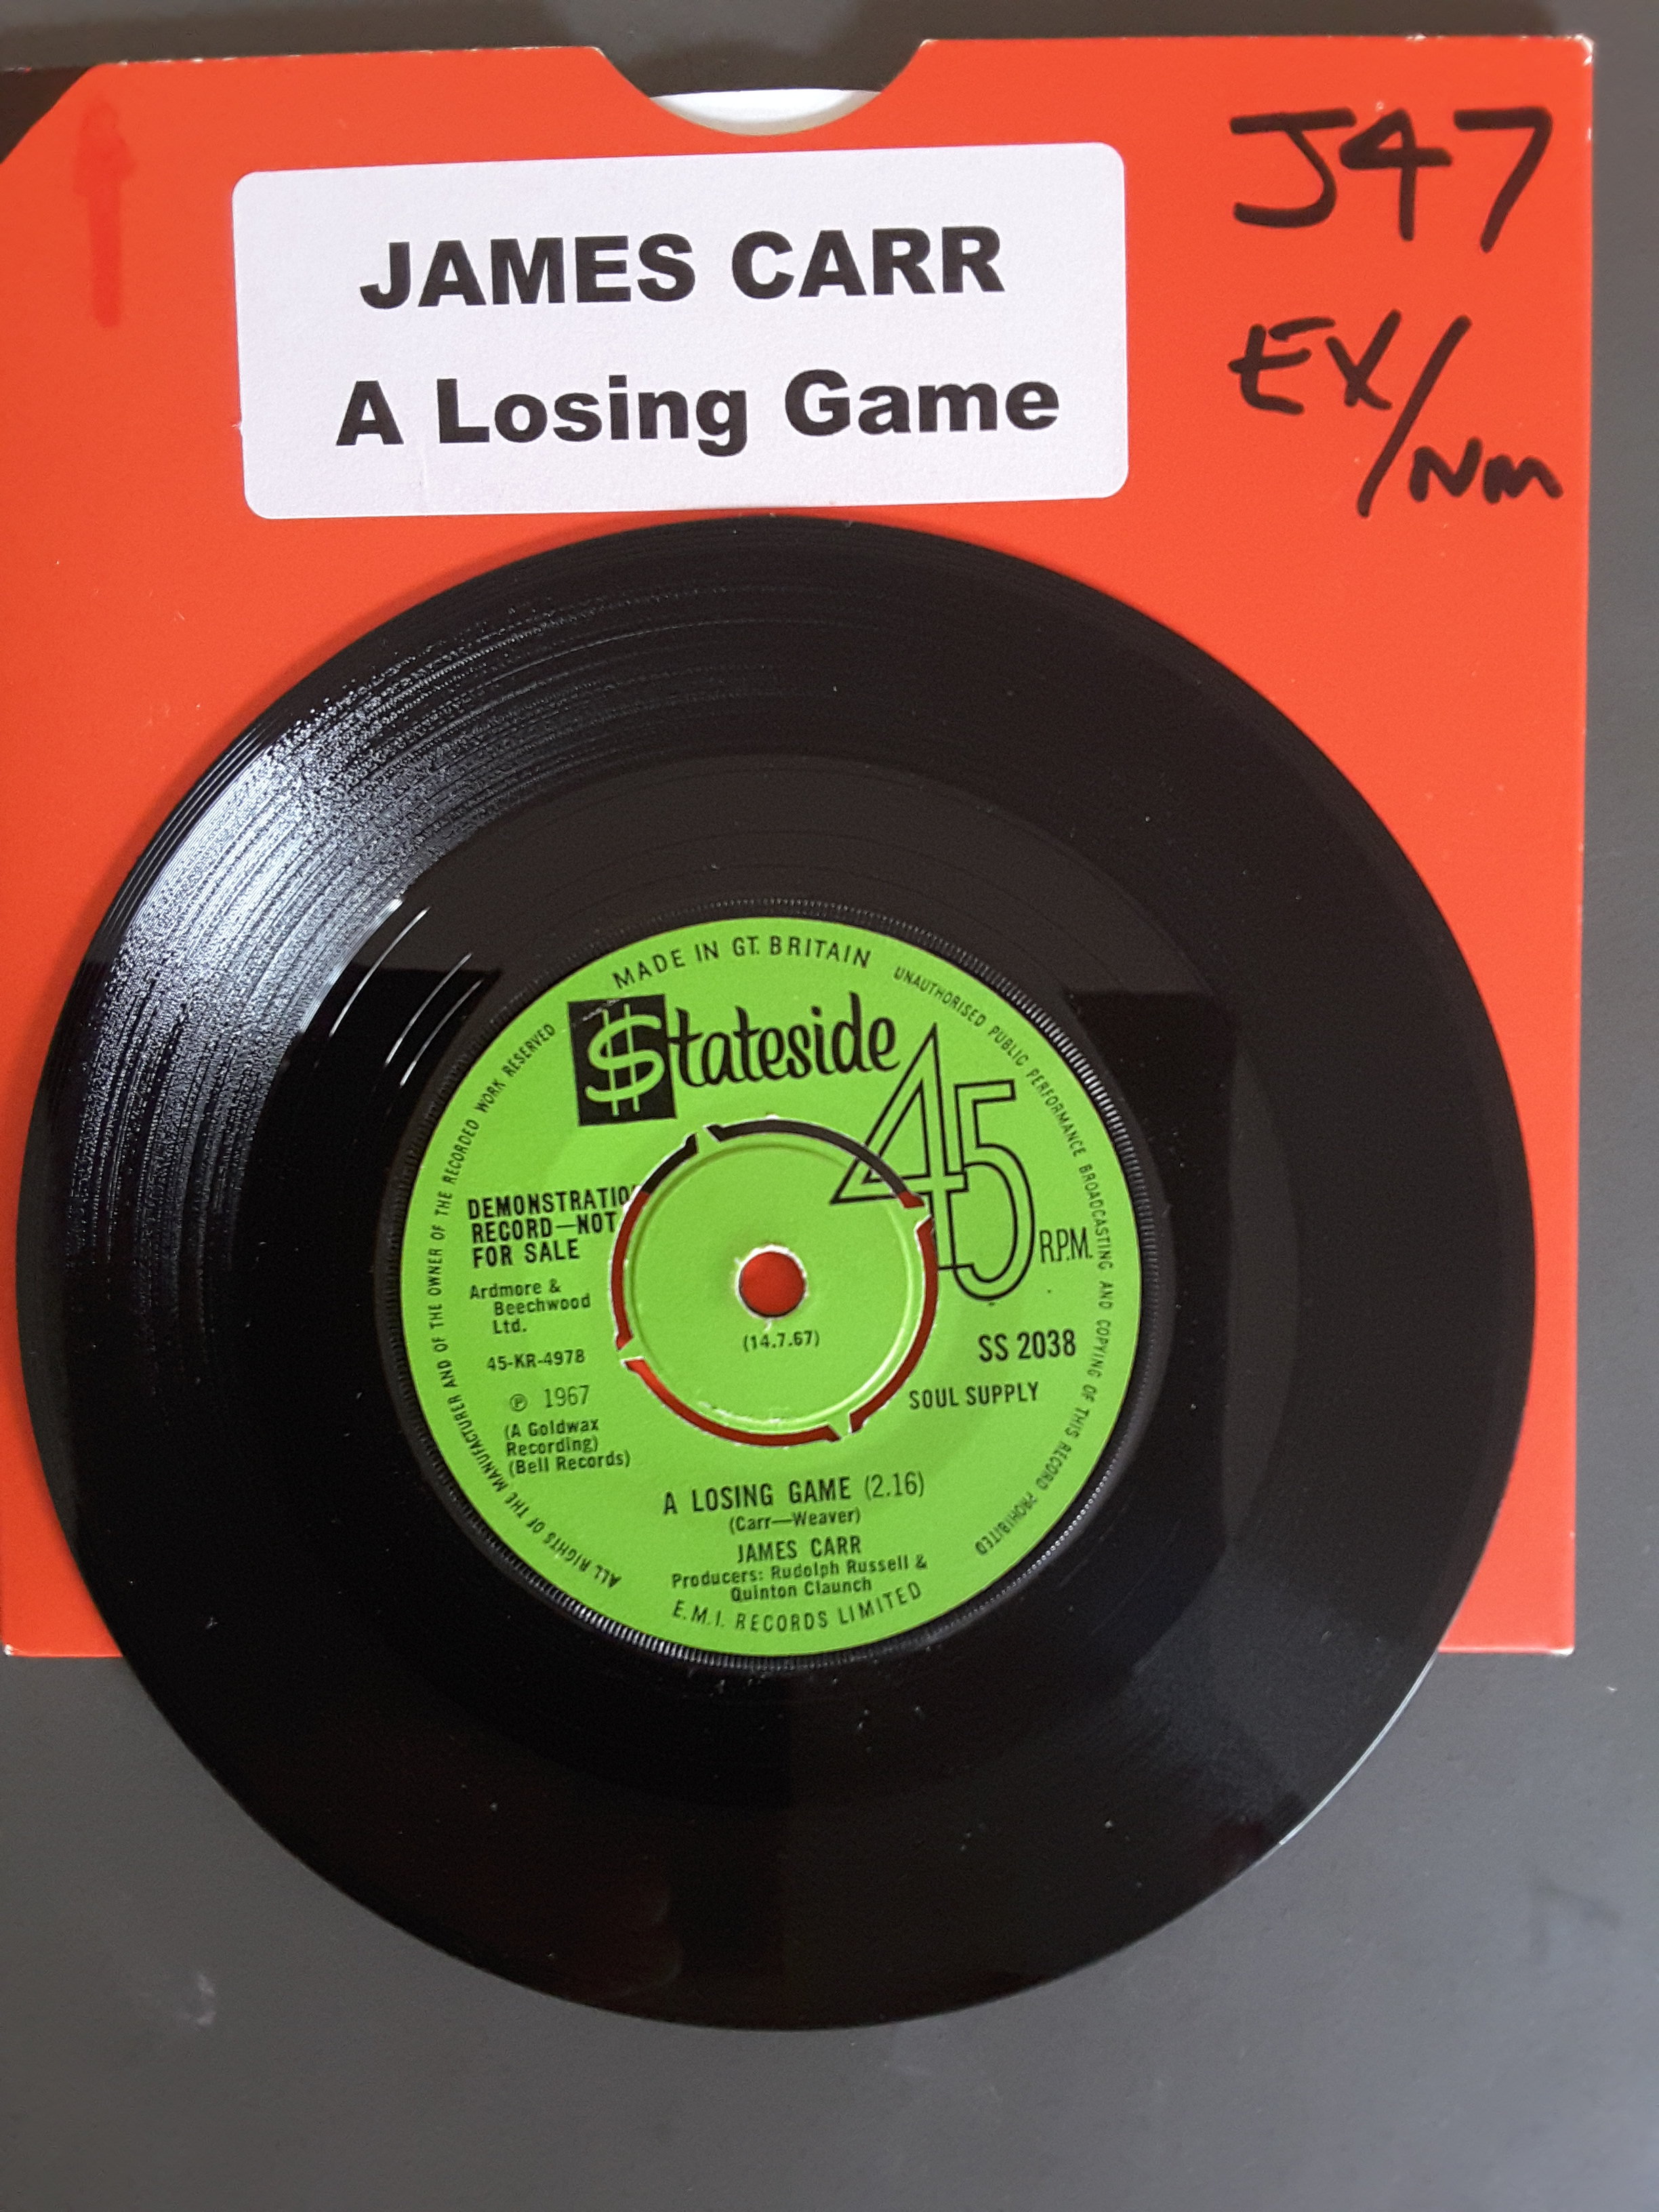 J47
EX/NM
JAMES CARR
A Losing Game
MADE IN GT. BRITAIN
UNAUTHORISED PUBLIC PERFORMANCE BROADCASTING AND COPYING OF THIS RECORD PROHIBITED
ALL RIGHTS OF THE MANUFACTURER AND OF THE OWNER OF THE RECORDED WORK RESERVED
$tateside
45
R.P.M.
DEMONSTRATION
RECORD—NOT
FOR SALE
Ardmore &
Beechwood
Ltd.
45-KR-4978
℗ 1967
(A Goldwax
Recording)
(Bell Records)
(14.7.67)
SS 2038
SOUL SUPPLY
A LOSING GAME (2.16)
(Carr—Weaver)
JAMES CARR
Producers: Rudolph Russell &
Quinton Claunch
E.M.I. RECORDS LIMITED